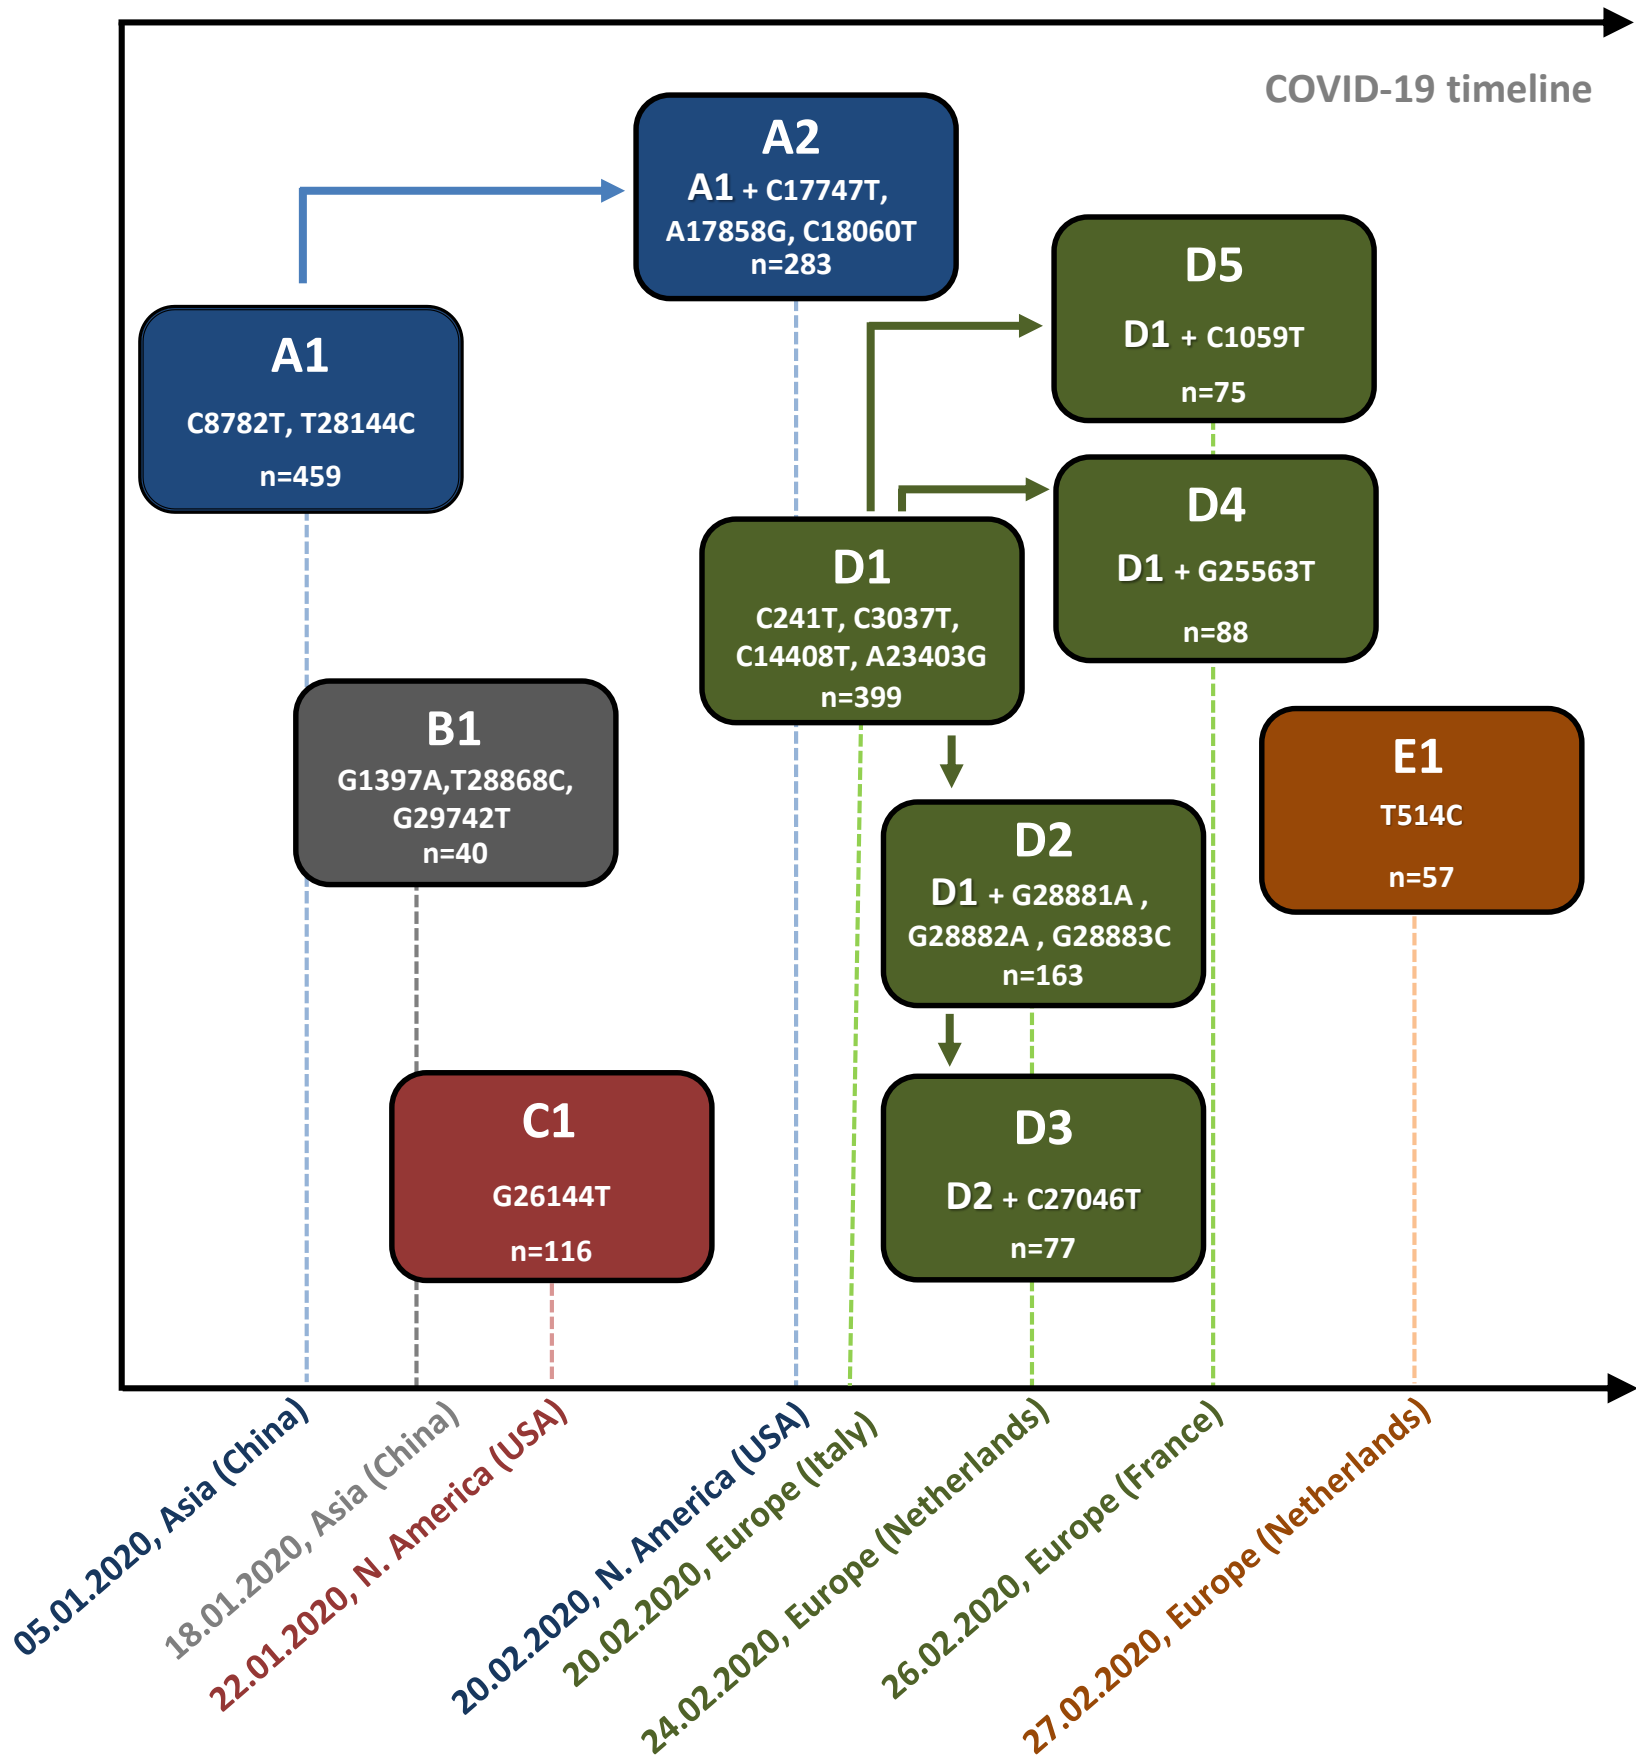 COVID-19 timeline
A2
A1 + C17747T,
A17858G, C18060T
n=283
D5
D1 + C1059T
n=75
A1
C8782T, T28144C
n=459
D4
D1 + G25563T
n=88
D1
C241T, C3037T,
C14408T, A23403G
n=399
B1
G1397A,T28868C,
G29742T
n=40
E1
T514C
n=57
D2
D1 + G28881A ,
G28882A , G28883C
n=163
C1
G26144T
n=116
D3
D2 + C27046T
n=77
05.01.2020, Asia (China)
18.01.2020, Asia (China)
22.01.2020, N. America (USA)
20.02.2020, N. America (USA)
20.02.2020, Europe (Italy)
24.02.2020, Europe (Netherlands)
26.02.2020, Europe (France)
27.02.2020, Europe (Netherlands)